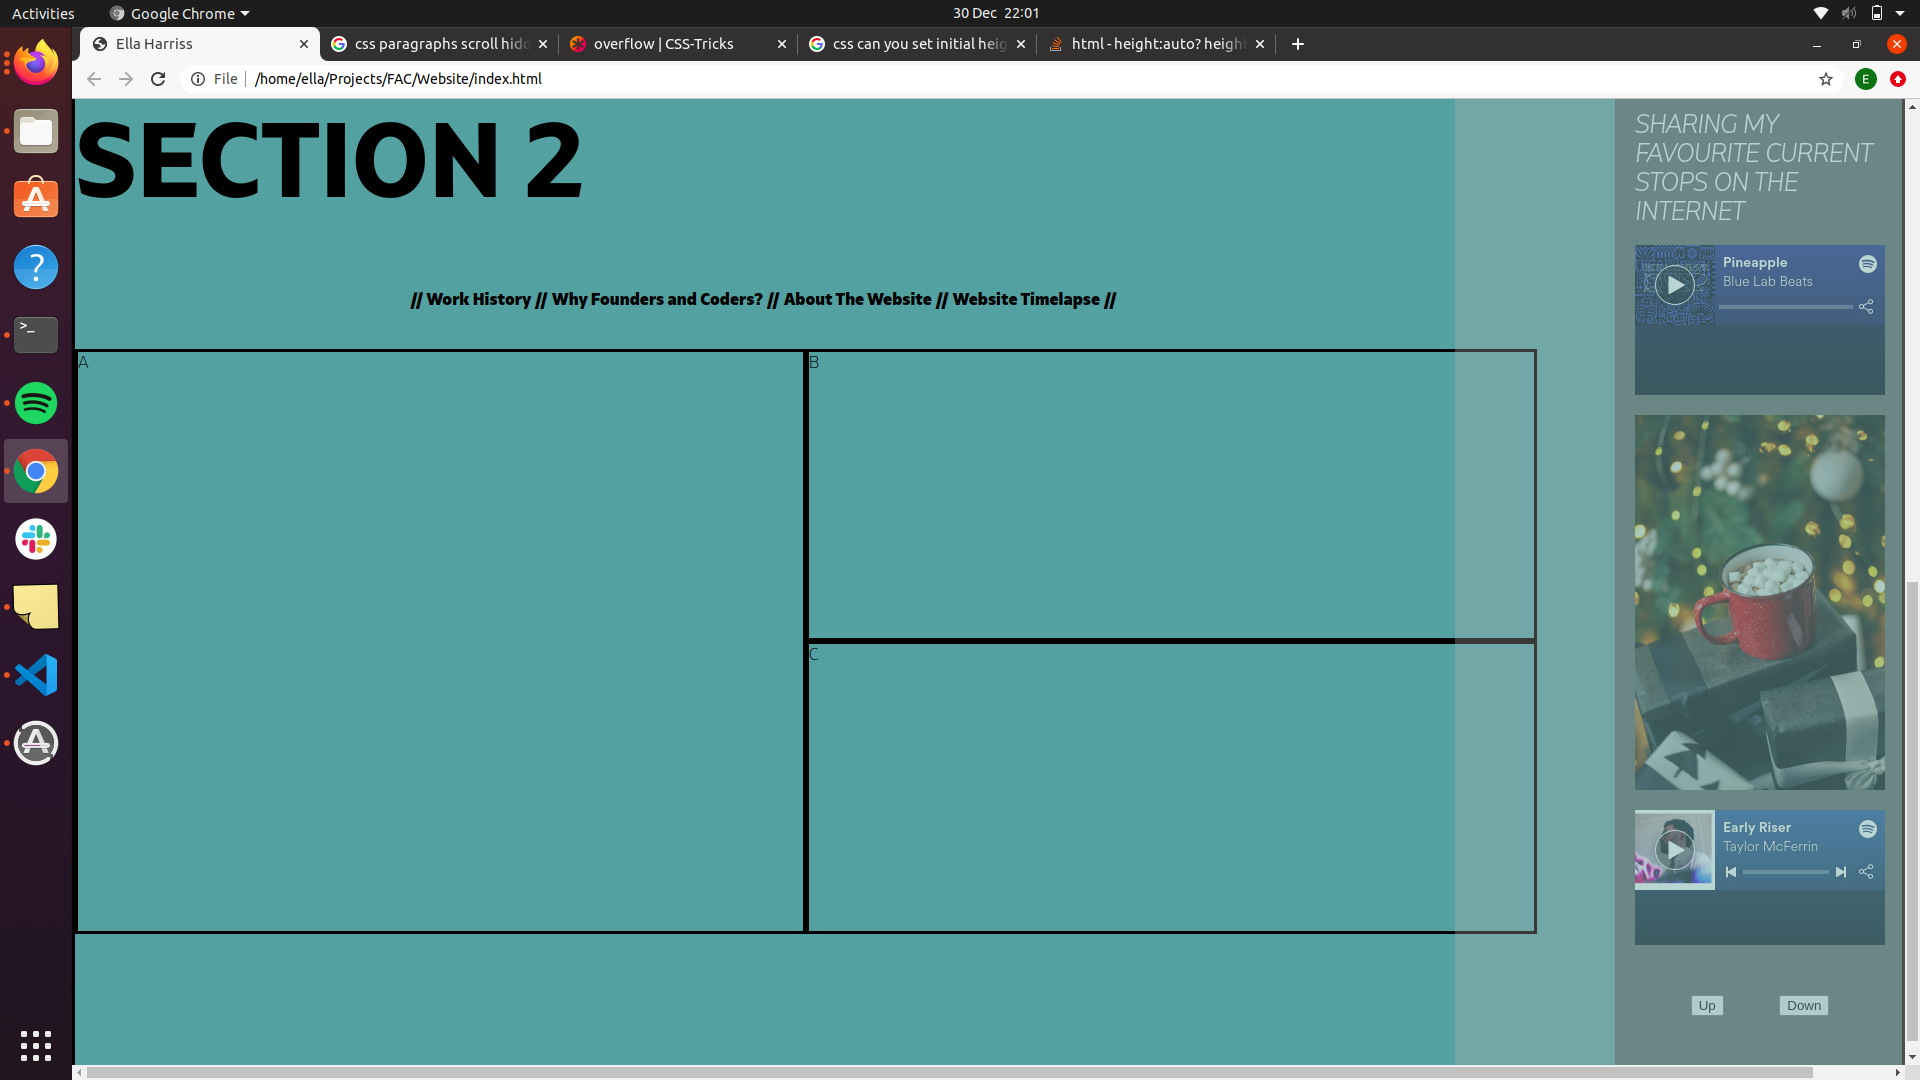 Activities
Google Chrome
30 Dec 22:01
Ella Harriss
css paragraphs scroll hidd
overflow | CSS-Tricks
css can you set initial heig
html - height:auto? height
File
/home/ella/Projects/FAC/Website/index.html
E
SECTION 2
// Work History // Why Founders and Coders? // About The Website // Website Timelapse //
A
B
C
SHARING MY
FAVOURITE CURRENT
STOPS ON THE
INTERNET
Pineapple
Blue Lab Beats
Early Riser
Taylor McFerrin
Up
Down